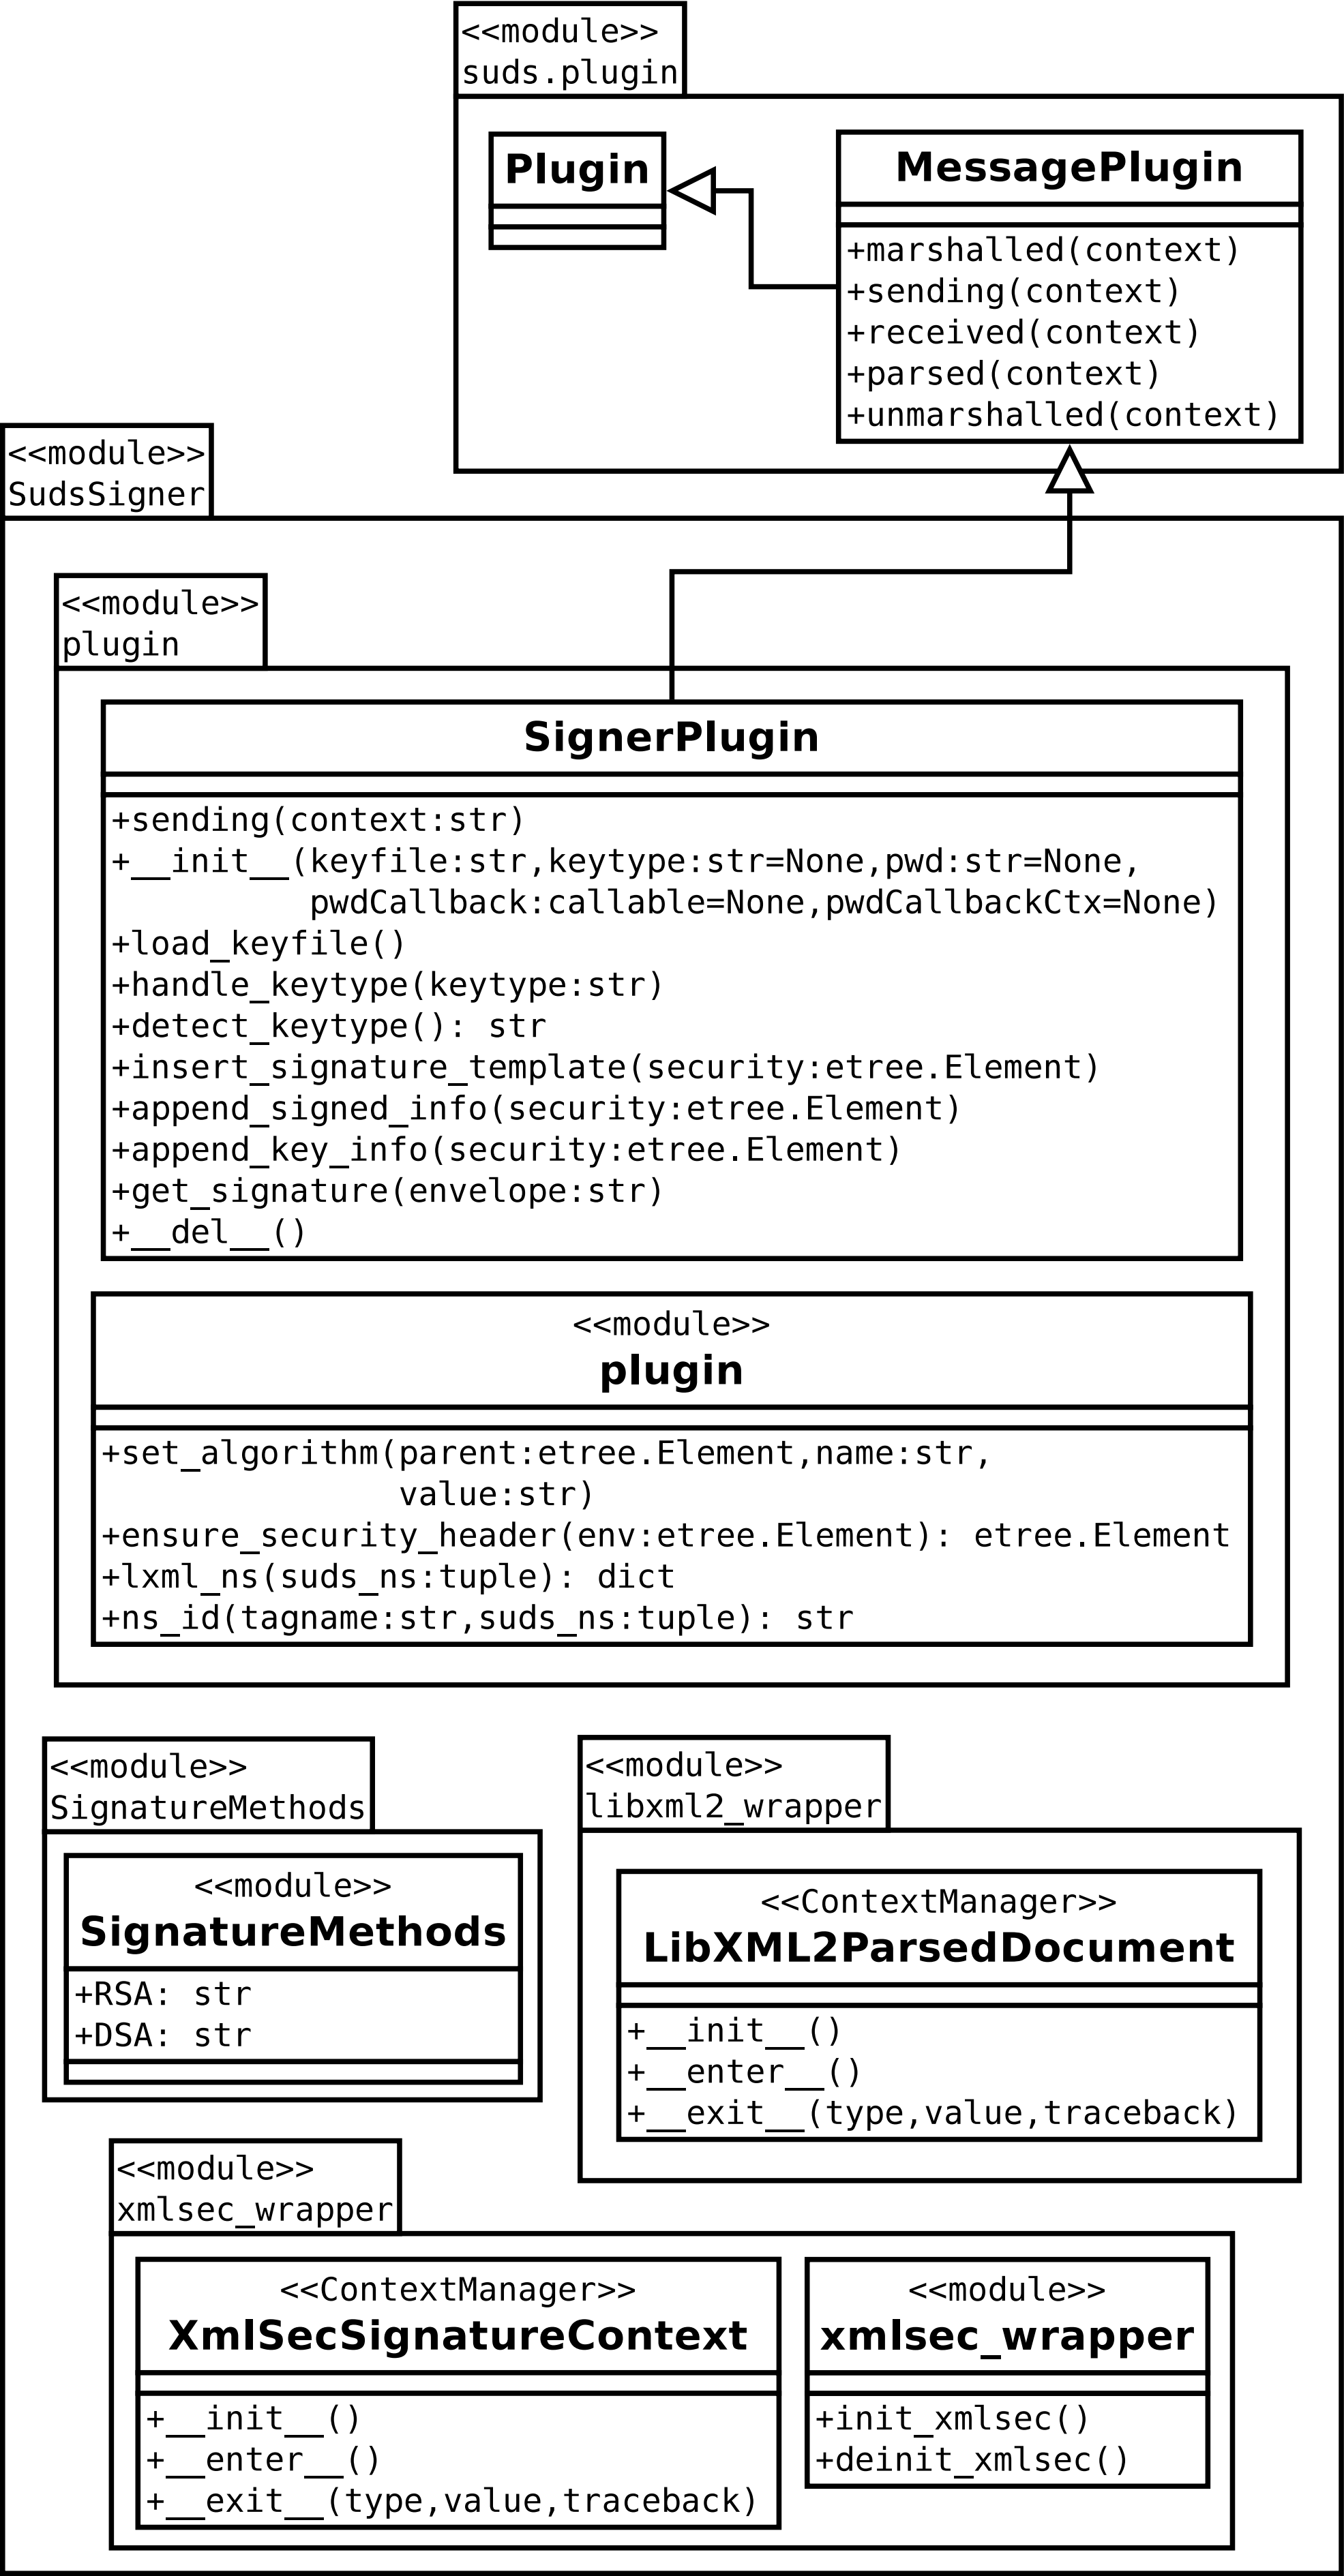 <<module>>
suds.plugin
Plugin
MessagePlugin
+marshalled(context)
+sending(context)
+received(context)
+parsed(context)
+unmarshalled(context)
<<module>>
SudsSigner
<<module>>
plugin
SignerPlugin
+sending(context:str)
+__init__(keyfile:str,keytype:str=None,pwd:str=None,
pwdCallback:callable=None,pwdCallbackCtx=None)
+load_keyfile()
+handle_keytype(keytype:str)
+detect_keytype(): str
+insert_signature_template(security:etree.Element)
+append_signed_info(security:etree.Element)
+append_key_info(security:etree.Element)
+get_signature(envelope:str)
+__del__()
<<module>>
plugin
+set_algorithm(parent:etree.Element,name:str,
value:str)
+ensure_security_header(env:etree.Element): etree.Element
+lxml_ns(suds_ns:tuple): dict
+ns_id(tagname:str,suds_ns:tuple): str
<<module>>
SignatureMethods
<<module>>
SignatureMethods
+RSA: str
+DSA: str
<<module>>
libxml2_wrapper
<<ContextManager>>
LibXML2ParsedDocument
+__init__()
+__enter__()
+__exit__(type,value,traceback)
<<module>>
xmlsec_wrapper
<<ContextManager>>
XmlSecSignatureContext
+__init__()
+__enter__()
+__exit__(type,value,traceback)
<<module>>
xmlsec_wrapper
+init_xmlsec()
+deinit_xmlsec()